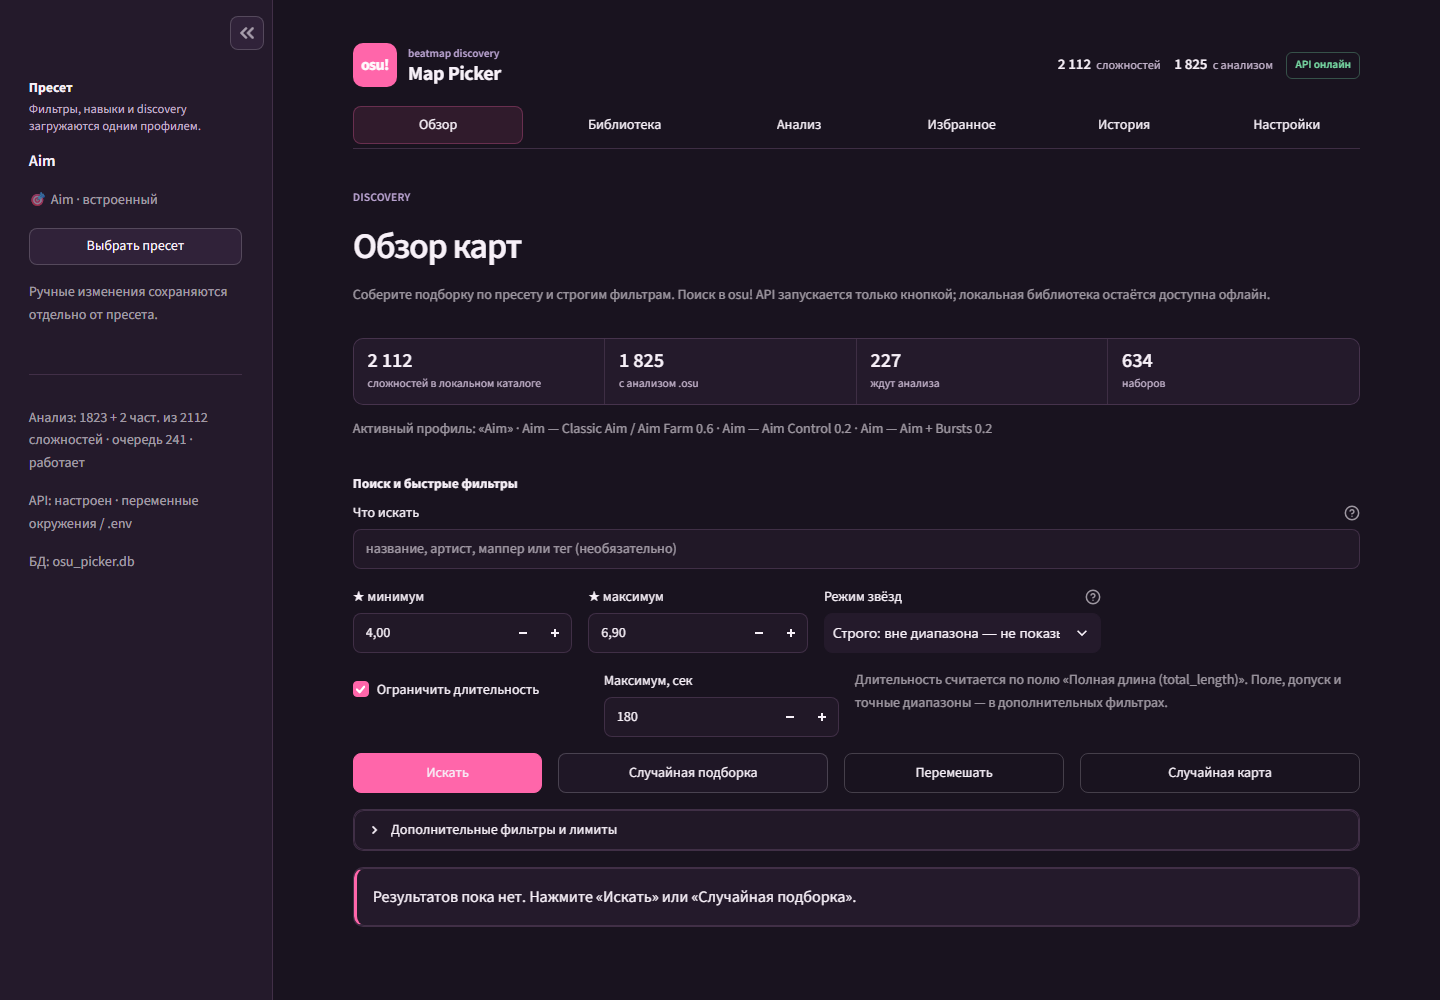 Пресет
Фильтры, навыки и discovery
загружаются одним профилем.
Aim
Aim · встроенный
Выбрать пресет
Ручные изменения сохраняются
отдельно от пресета.
Анализ: 1823 + 2 част. из 2112
сложностей · очередь 241 ·
работает
API: настроен · переменные
окружения / .env
БД: osu_picker.db
osu!
beatmap discovery
Map Picker
2 112 сложностей 1 825 с анализом API онлайн
Обзор Библиотека Анализ Избранное История Настройки
DISCOVERY
Обзор карт
Соберите подборку по пресету и строгим фильтрам. Поиск в osu! API запускается только кнопкой; локальная библиотека остаётся доступна офлайн.
2 112 1 825 227 634
сложностей в локальном каталоге с анализом .osu ждут анализа наборов
Активный профиль: «Aim» · Aim — Classic Aim / Aim Farm 0.6 · Aim — Aim Control 0.2 · Aim — Aim + Bursts 0.2
Поиск и быстрые фильтры
Что искать
название, артист, маппер или тег (необязательно)
★ минимум ★ максимум Режим звёзд
4,00 6,90 Строго: вне диапазона — не показы
Ограничить длительность
Максимум, сек
180
Длительность считается по полю «Полная длина (total_length)». Поле, допуск и
точные диапазоны — в дополнительных фильтрах.
Искать Случайная подборка Перемешать Случайная карта
Дополнительные фильтры и лимиты
Результатов пока нет. Нажмите «Искать» или «Случайная подборка».